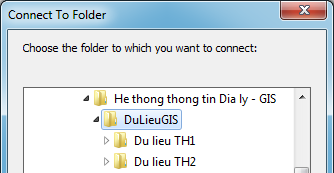 Connect To Folder
Choose the folder to which you want to connect:
He thong thong tin Dia ly - GIS
DuLieuGIS
Du lieu TH1
Du lieu TH2